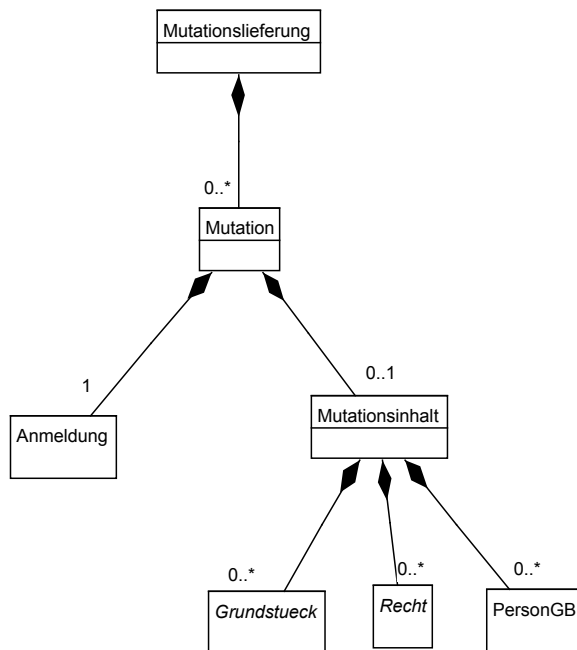 Mutationslieferung
0..*
Mutation
1
0..1
Anmeldung
Mutationsinhalt
0..*
0..*
0..*
Grundstueck
Recht
PersonGB